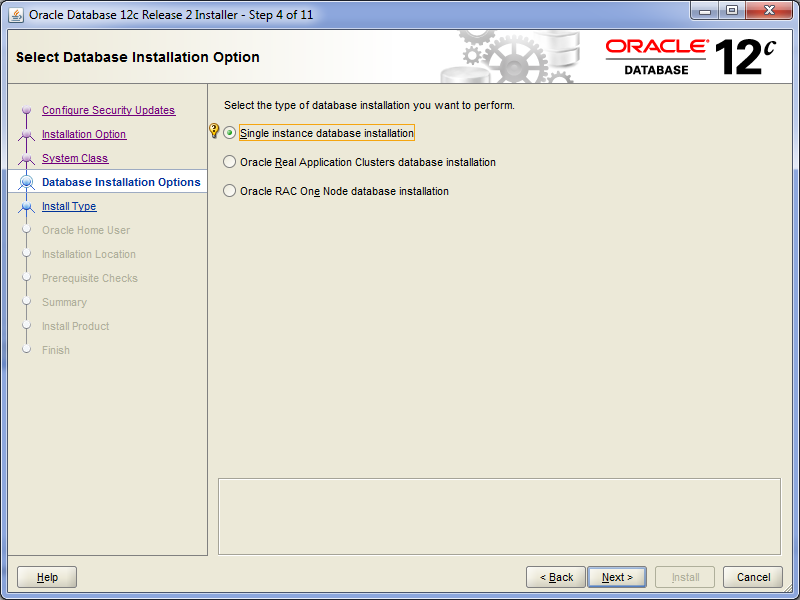 Oracle Database 12c Release 2 Installer - Step 4 of 11
Select Database Installation Option
ORACLE® 12c
DATABASE
Configure Security Updates
Installation Option
System Class
Database Installation Options
Install Type
Oracle Home User
Installation Location
Prerequisite Checks
Summary
Install Product
Finish
Select the type of database installation you want to perform.
Single instance database installation
Oracle Real Application Clusters database installation
Oracle RAC One Node database installation
Help
< Back
Next >
Install
Cancel